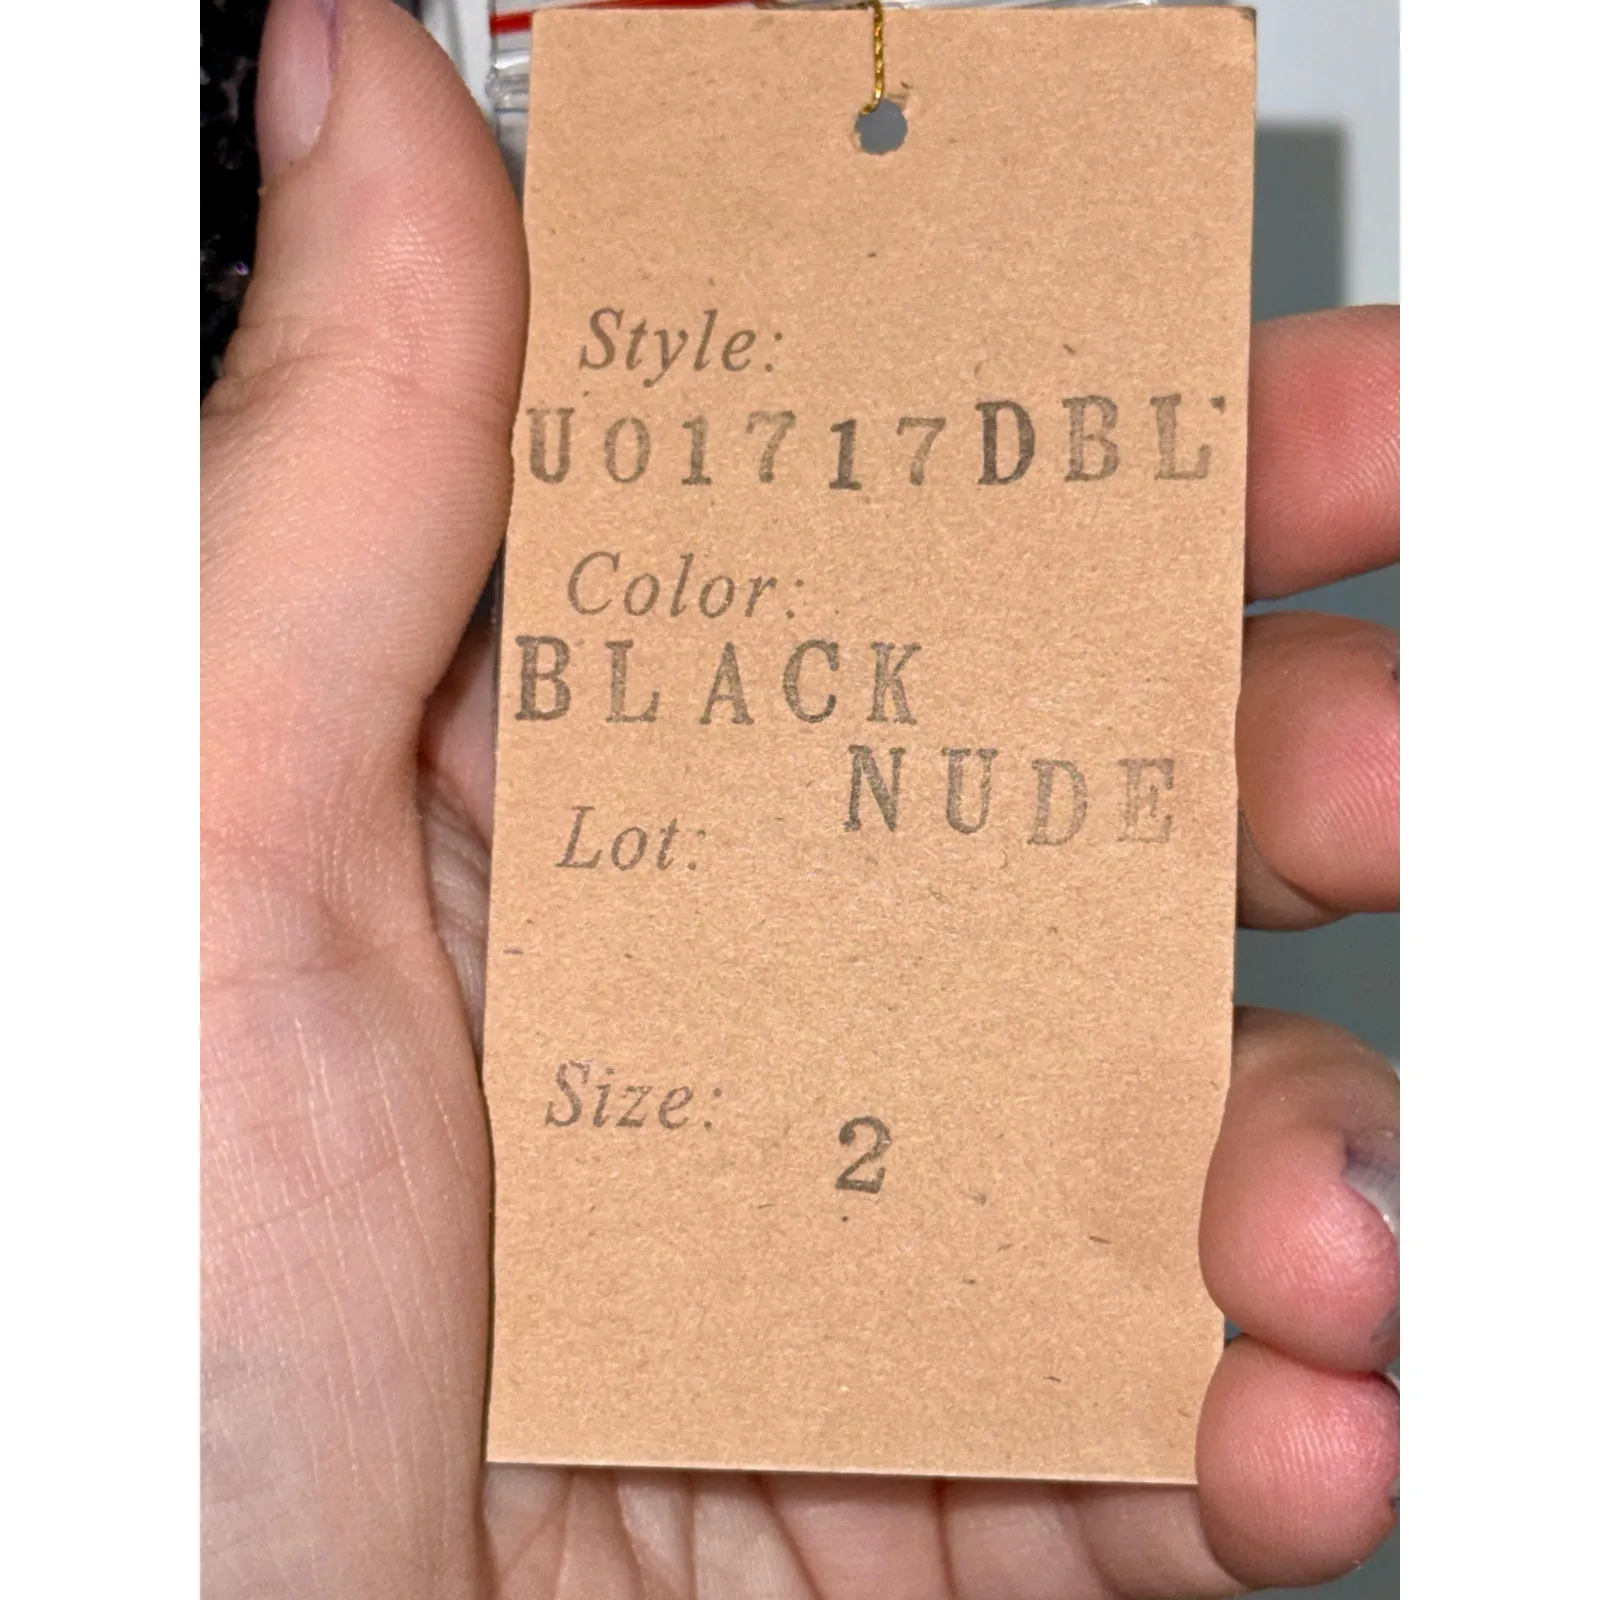 Style:
U01717DBL
Color:
BLACK
NUDE
Lot:
Size:
2